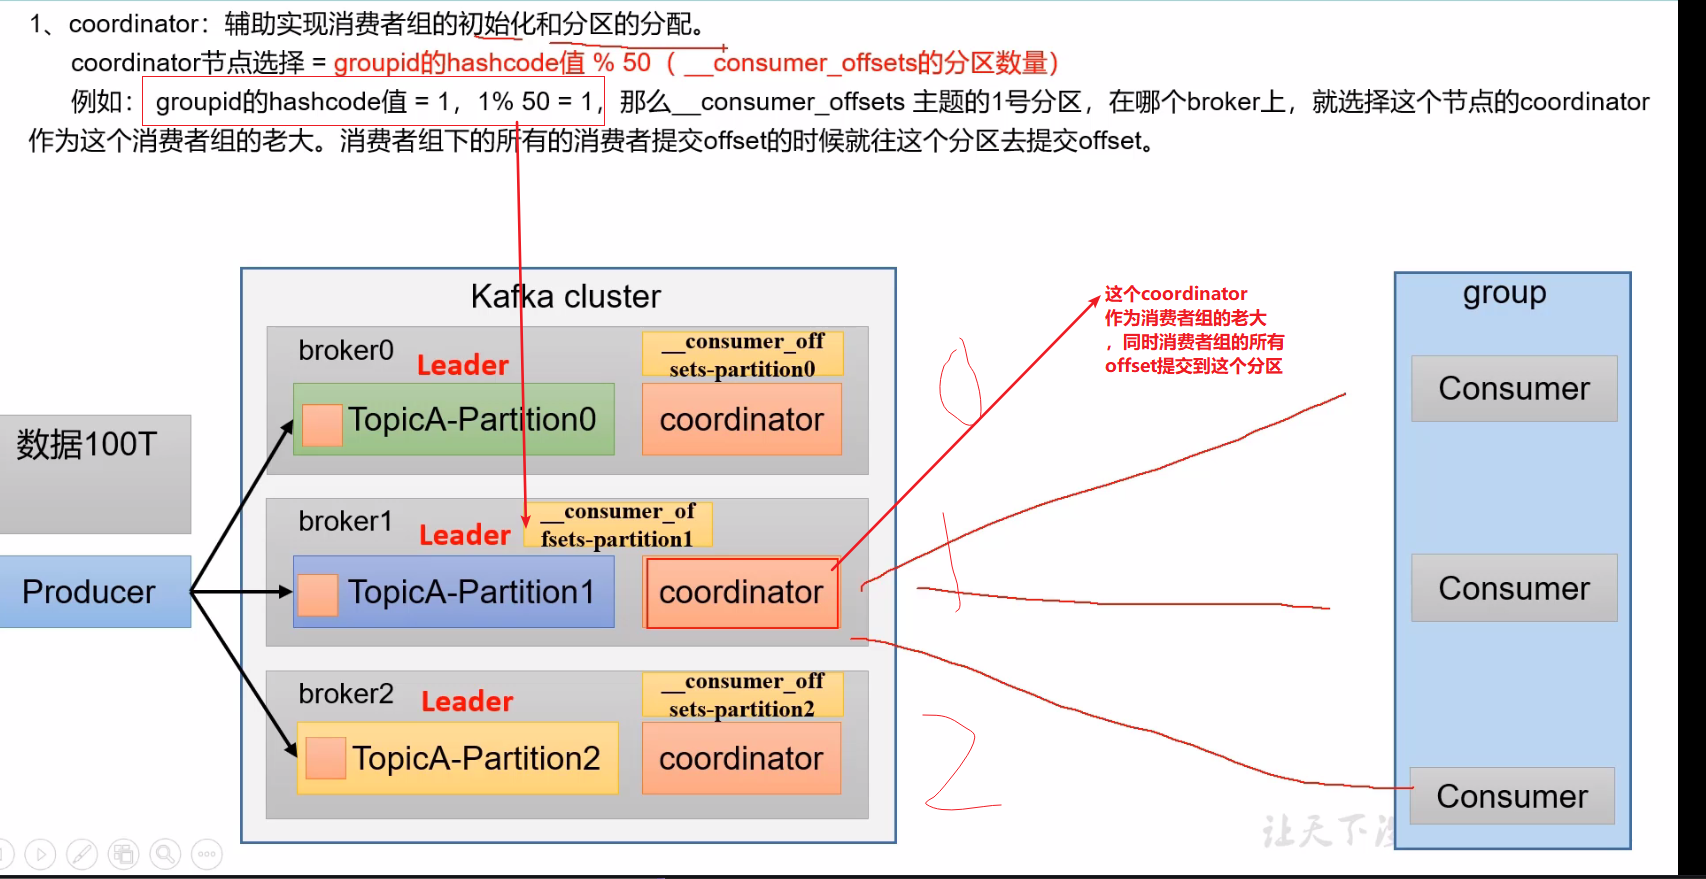 1、coordinator：辅助实现消费者组的初始化和分区的分配。
coordinator节点选择 = groupid的hashcode值 % 50（ __consumer_offsets的分区数量）
例如： groupid的hashcode值 = 1，1% 50 = 1，那么__consumer_offsets 主题的1号分区，在哪个broker上，就选择这个节点的coordinator
作为这个消费者组的老大。消费者组下的所有的消费者提交offset的时候就往这个分区去提交offset。
Kafka cluster
这个coordinator
作为消费者组的老大
，同时消费者组的所有
offset提交到这个分区
group
broker0
Leader
__consumer_off
sets-partition0
TopicA-Partition0
coordinator
0
Consumer
数据100T
broker1
Leader
__consumer_of
fsets-partition1
TopicA-Partition1
coordinator
1
Consumer
Producer
broker2
Leader
__consumer_off
sets-partition2
TopicA-Partition2
coordinator
2
Consumer
让天下没